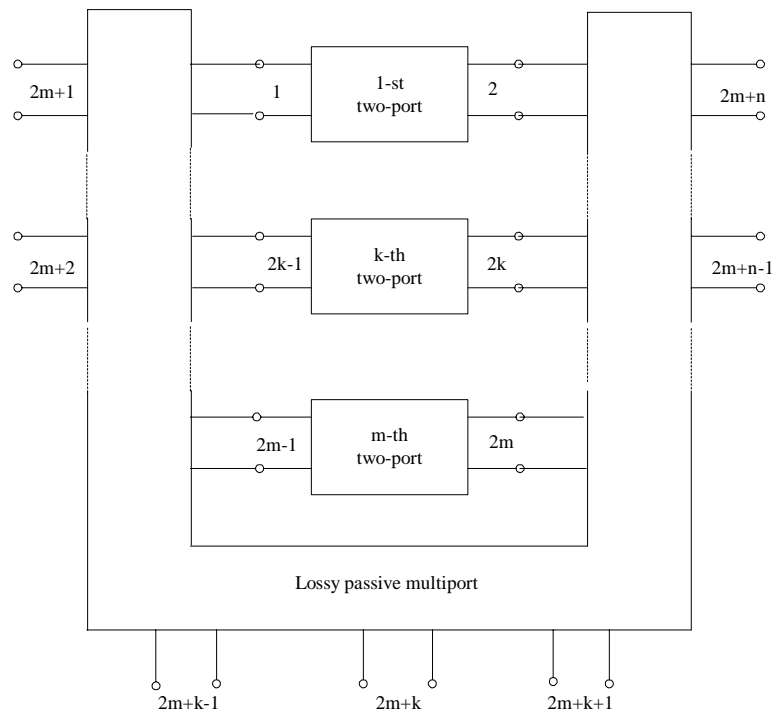 2m+1
1
1-st
two-port
2
2m+n
2m+2
2k-1
k-th
two-port
2k
2m+n-1
2m-1
m-th
two-port
2m
Lossy passive multiport
2m+k-1
2m+k
2m+k+1